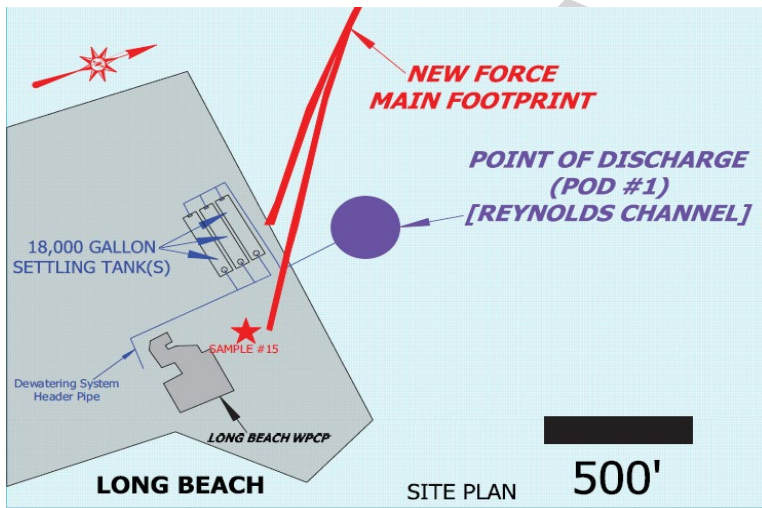 NEW FORCE
MAIN FOOTPRINT
POINT OF DISCHARGE
(POD #1)
[REYNOLDS CHANNEL]
18,000 GALLON
SETTLING TANK(S)
SAMPLE #15
Dewatering System
Header Pipe
LONG BEACH WPCP
LONG BEACH
SITE PLAN
500'